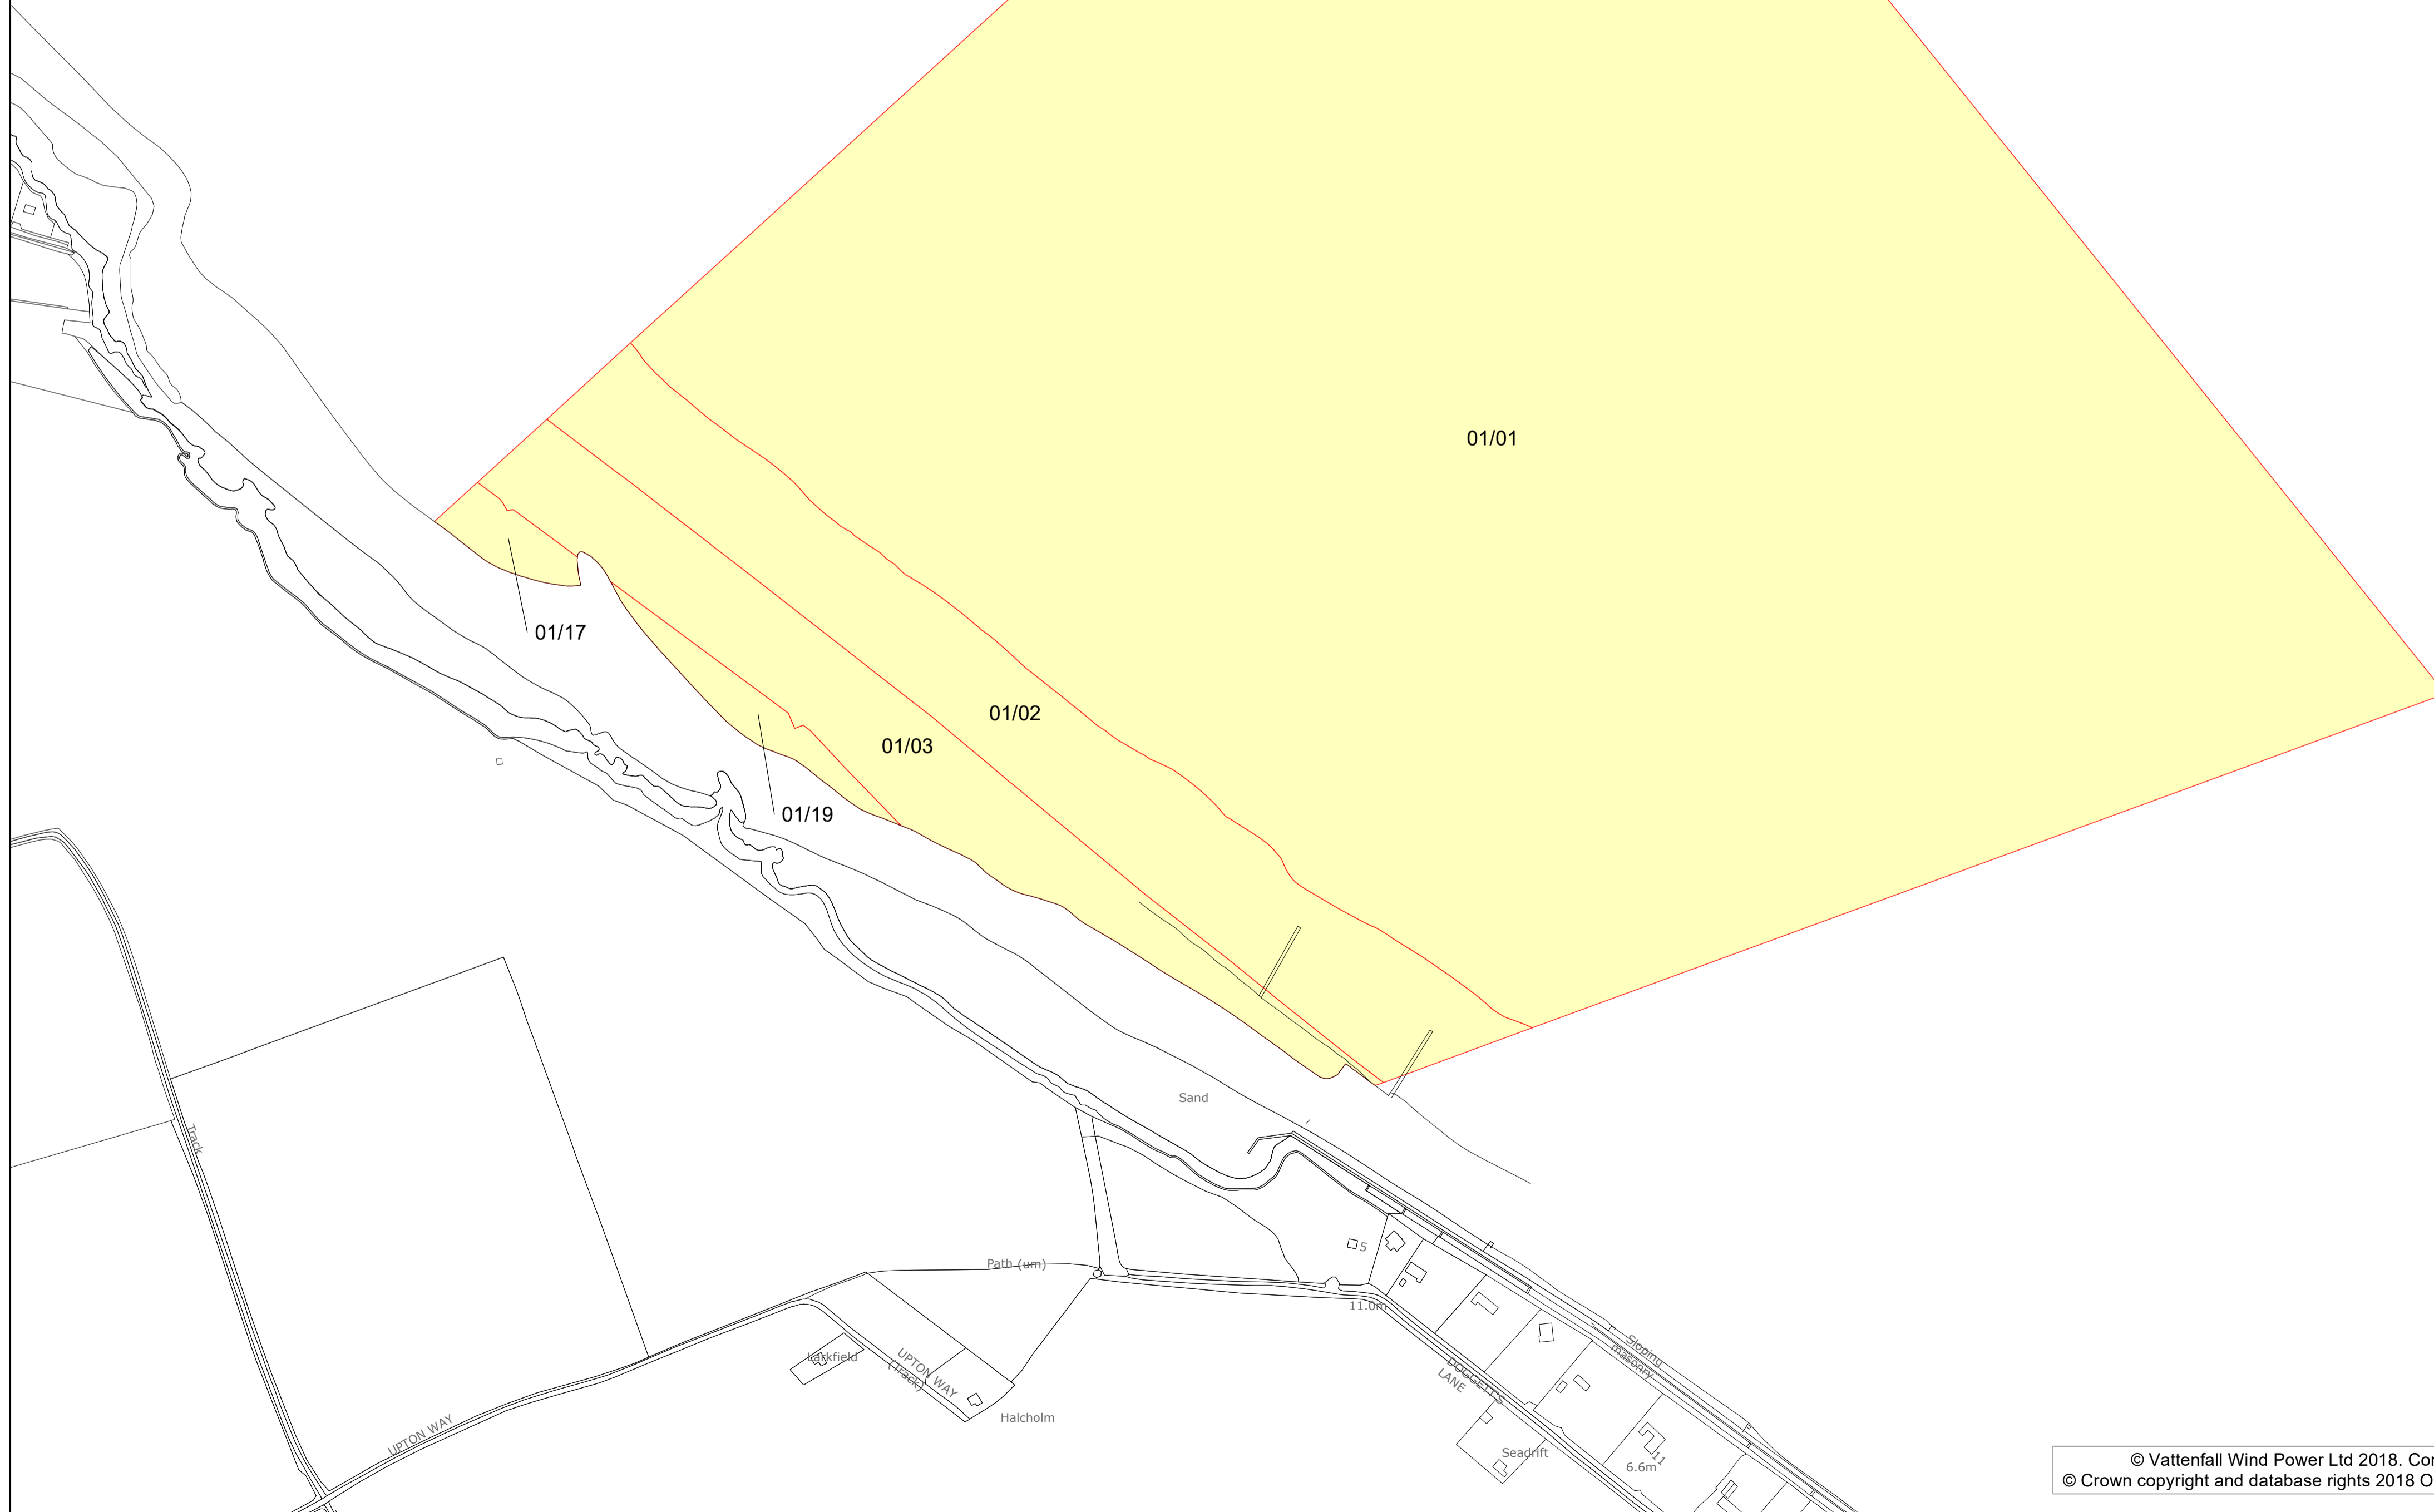 01/01
01/17
01/02
01/03
01/19
Sand
Track
Path (um)
5
11.0m
Larkfield
UPTON WAY
(Track)
Sloping
masonry
DOGGETT'S
LANE
Halcholm
UPTON WAY
Seadrift
11
6.6m
© Vattenfall Wind Power Ltd 2018. Co
© Crown copyright and database rights 2018 O